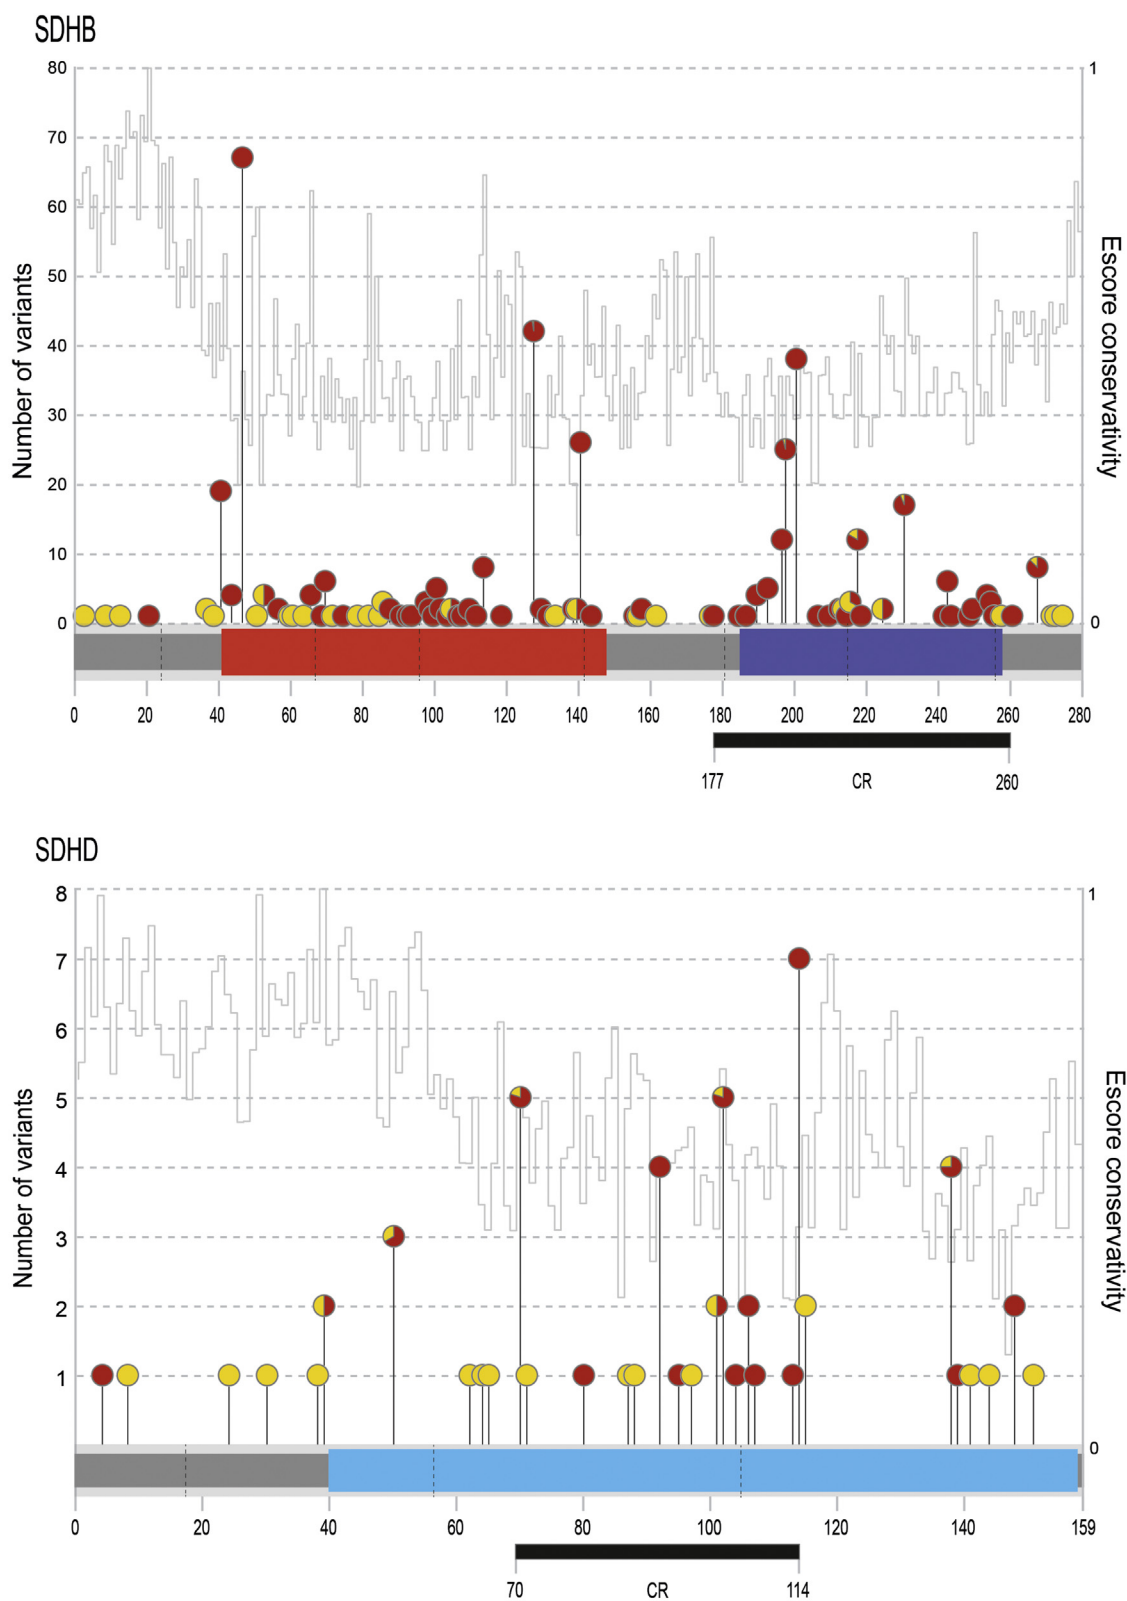 SDHB
80
70
60
50
40
30
20
10
0
1
0
Number of variants
Escore conservativity
0 20 40 60 80 100 120 140 160 180 200 220 240 260 280
177 CR 260
SDHD
8
7
6
5
4
3
2
1
1
0
Number of variants
Escore conservativity
0 20 40 60 80 100 120 140 159
70 CR 114